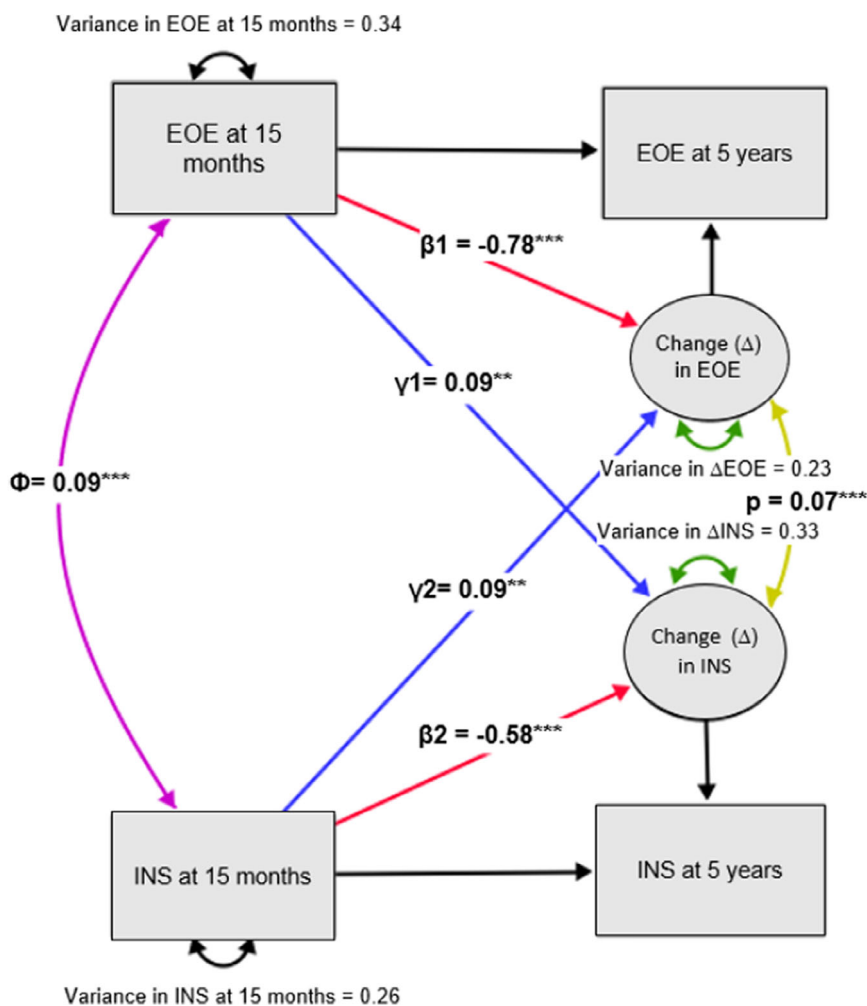 Variance in EOE at 15 months = 0.34
EOE at 15
months
EOE at 5 years
β1 = -0.78***
Change (Δ)
in EOE
γ1= 0.09**
Variance in ΔEOE = 0.23
Φ= 0.09***
p = 0.07***
Variance in ΔINS = 0.33
γ2= 0.09**
Change (Δ)
in INS
β2 = -0.58***
INS at 15 months
INS at 5 years
Variance in INS at 15 months = 0.26